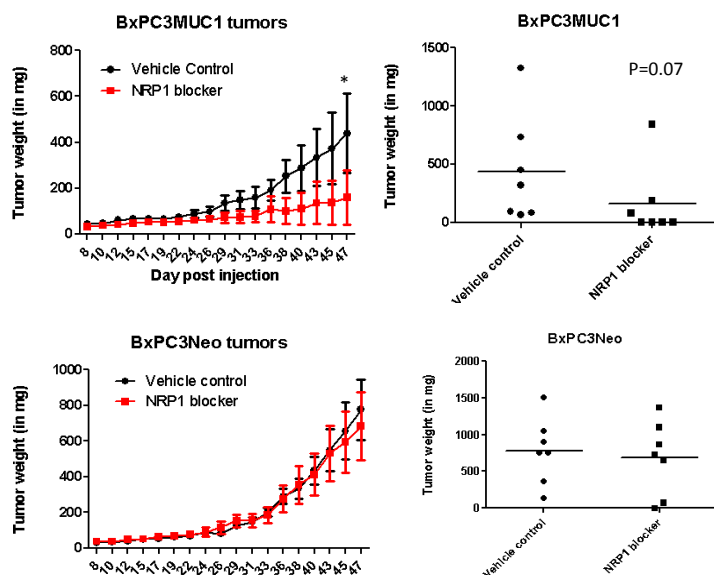 BxPC3MUC1 tumors
Tumor weight (in mg)
800
600
400
200
0
Vehicle Control
NRP1 blocker
*
8 10 12 15 17 19 22 24 26 29 31 33 36 38 40 43 45 47
Day post injection
BxPC3MUC1
Tumor weight (in mg)
1500
1000
500
0
P=0.07
Vehicle control
NRP1 blocker
BxPC3Neo tumors
Tumor weight (in mg)
1000
800
600
400
200
0
Vehicle control
NRP1 blocker
8 10 12 15 17 19 22 24 26 29 31 33 36 38 40 43 45 47
BxPC3Neo
Tumor weight (in mg)
2000
1500
1000
500
0
Vehicle control
NRP1 blocker